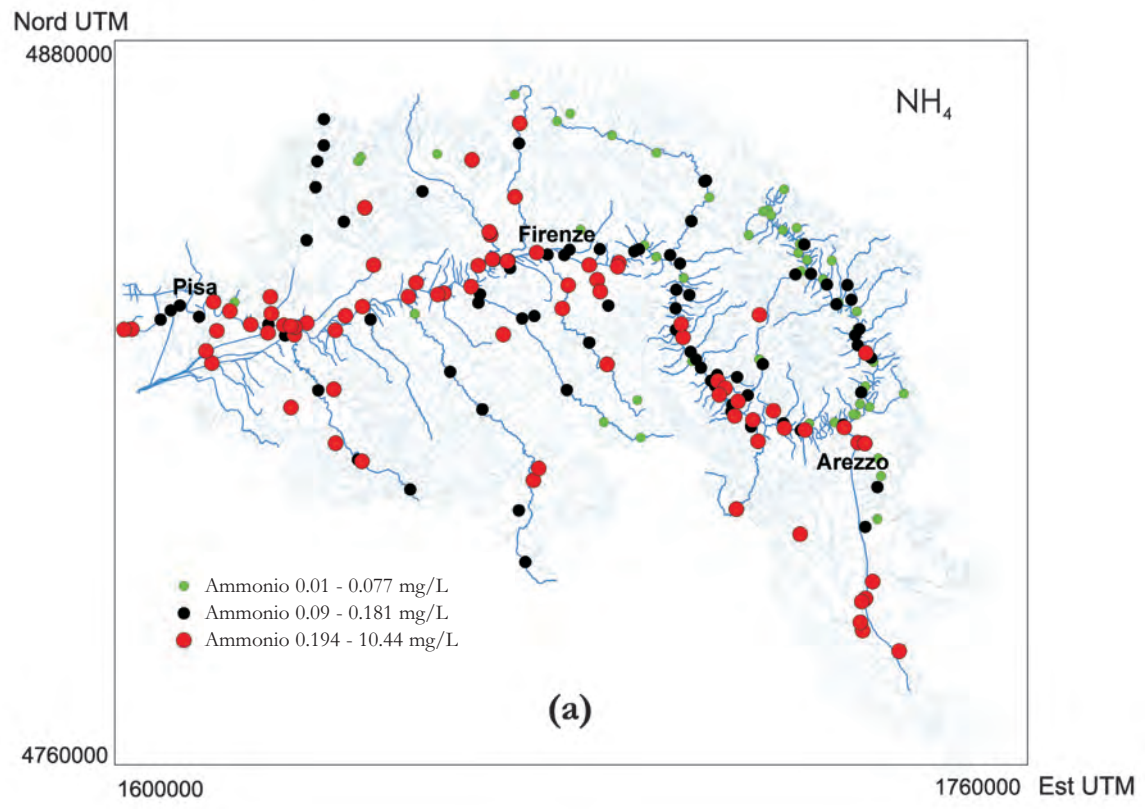 Nord UTM
4880000
NH₄
Firenze
Pisa
Arezzo
Ammonio 0.01 - 0.077 mg/L
Ammonio 0.09 - 0.181 mg/L
Ammonio 0.194 - 10.44 mg/L
(a)
4760000
1600000
1760000 Est UTM